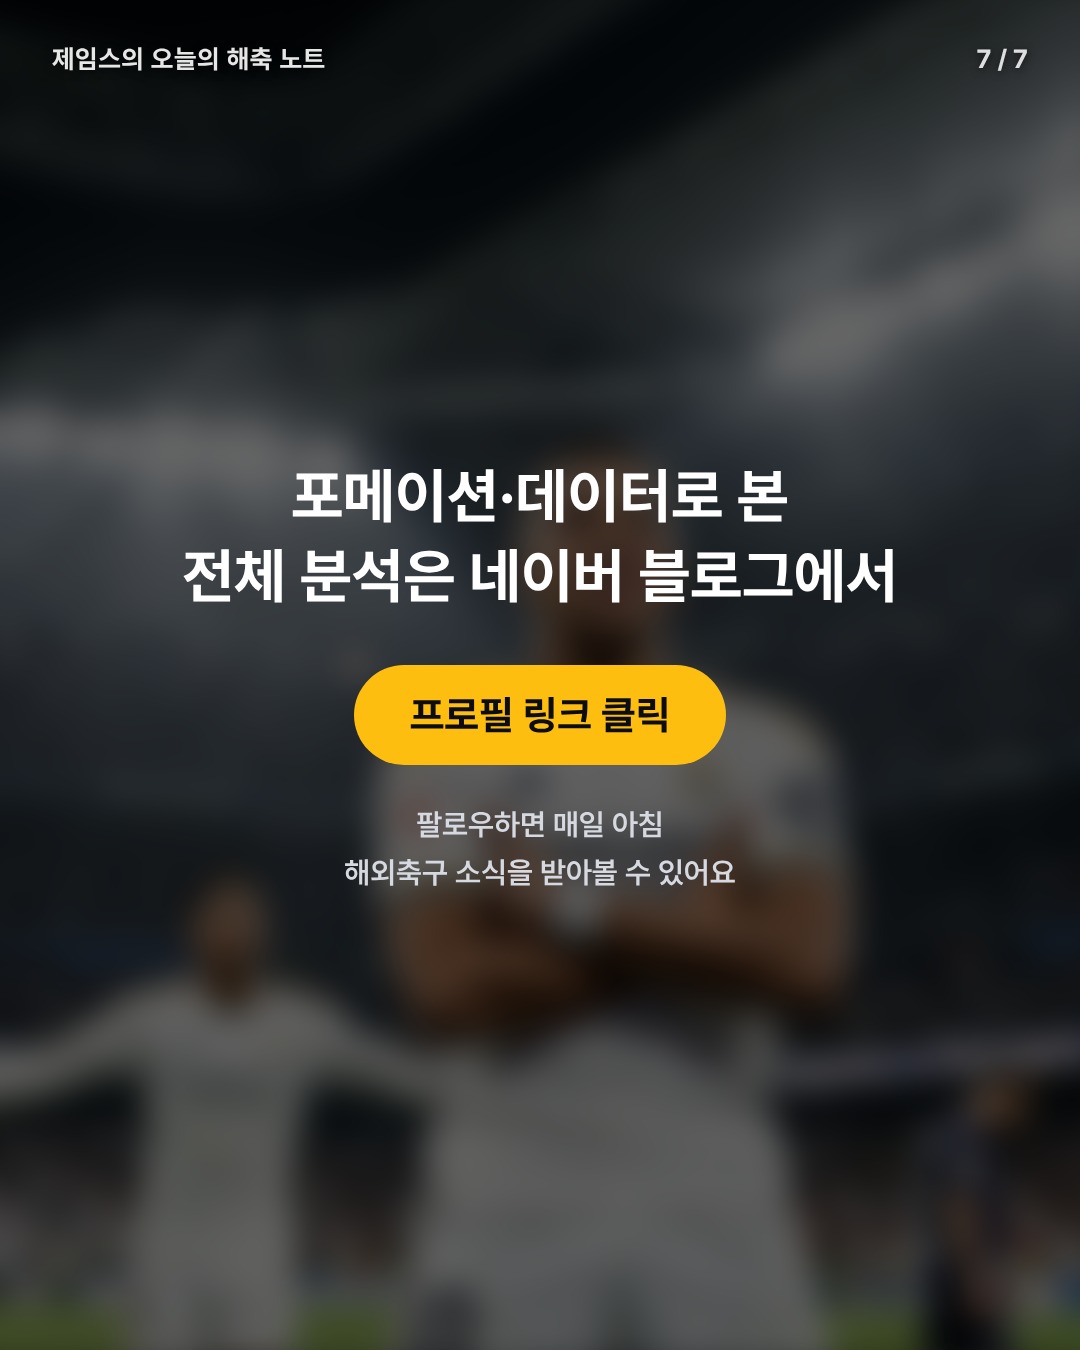 제임스의 오늘의 해축 노트
7 / 7
포메이션·데이터로 본
전체 분석은 네이버 블로그에서
프로필 링크 클릭
팔로우하면 매일 아침
해외축구 소식을 받아볼 수 있어요